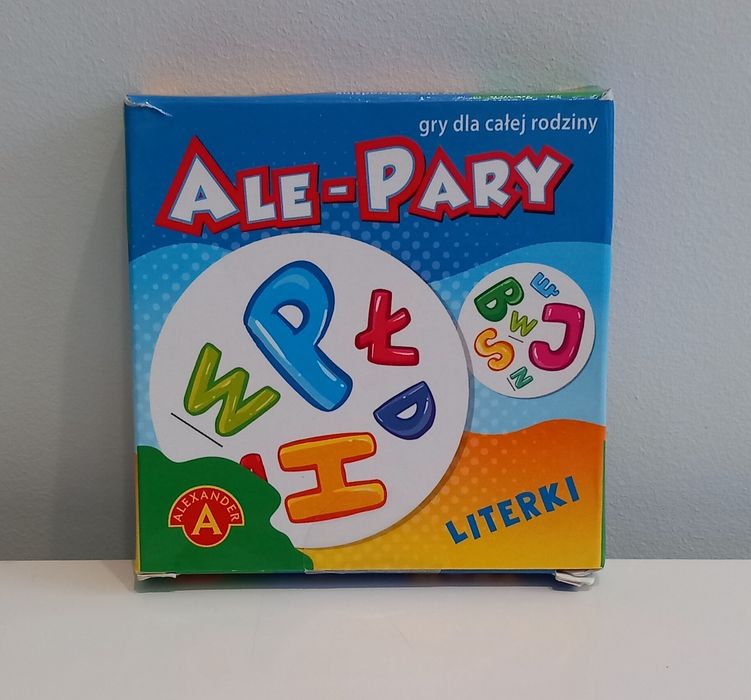 gry dla całej rodziny
ALE-PARY
P
Ł
W
D
H
B
Ę
W
J
S
N
LITERKI
ALEXANDER
A